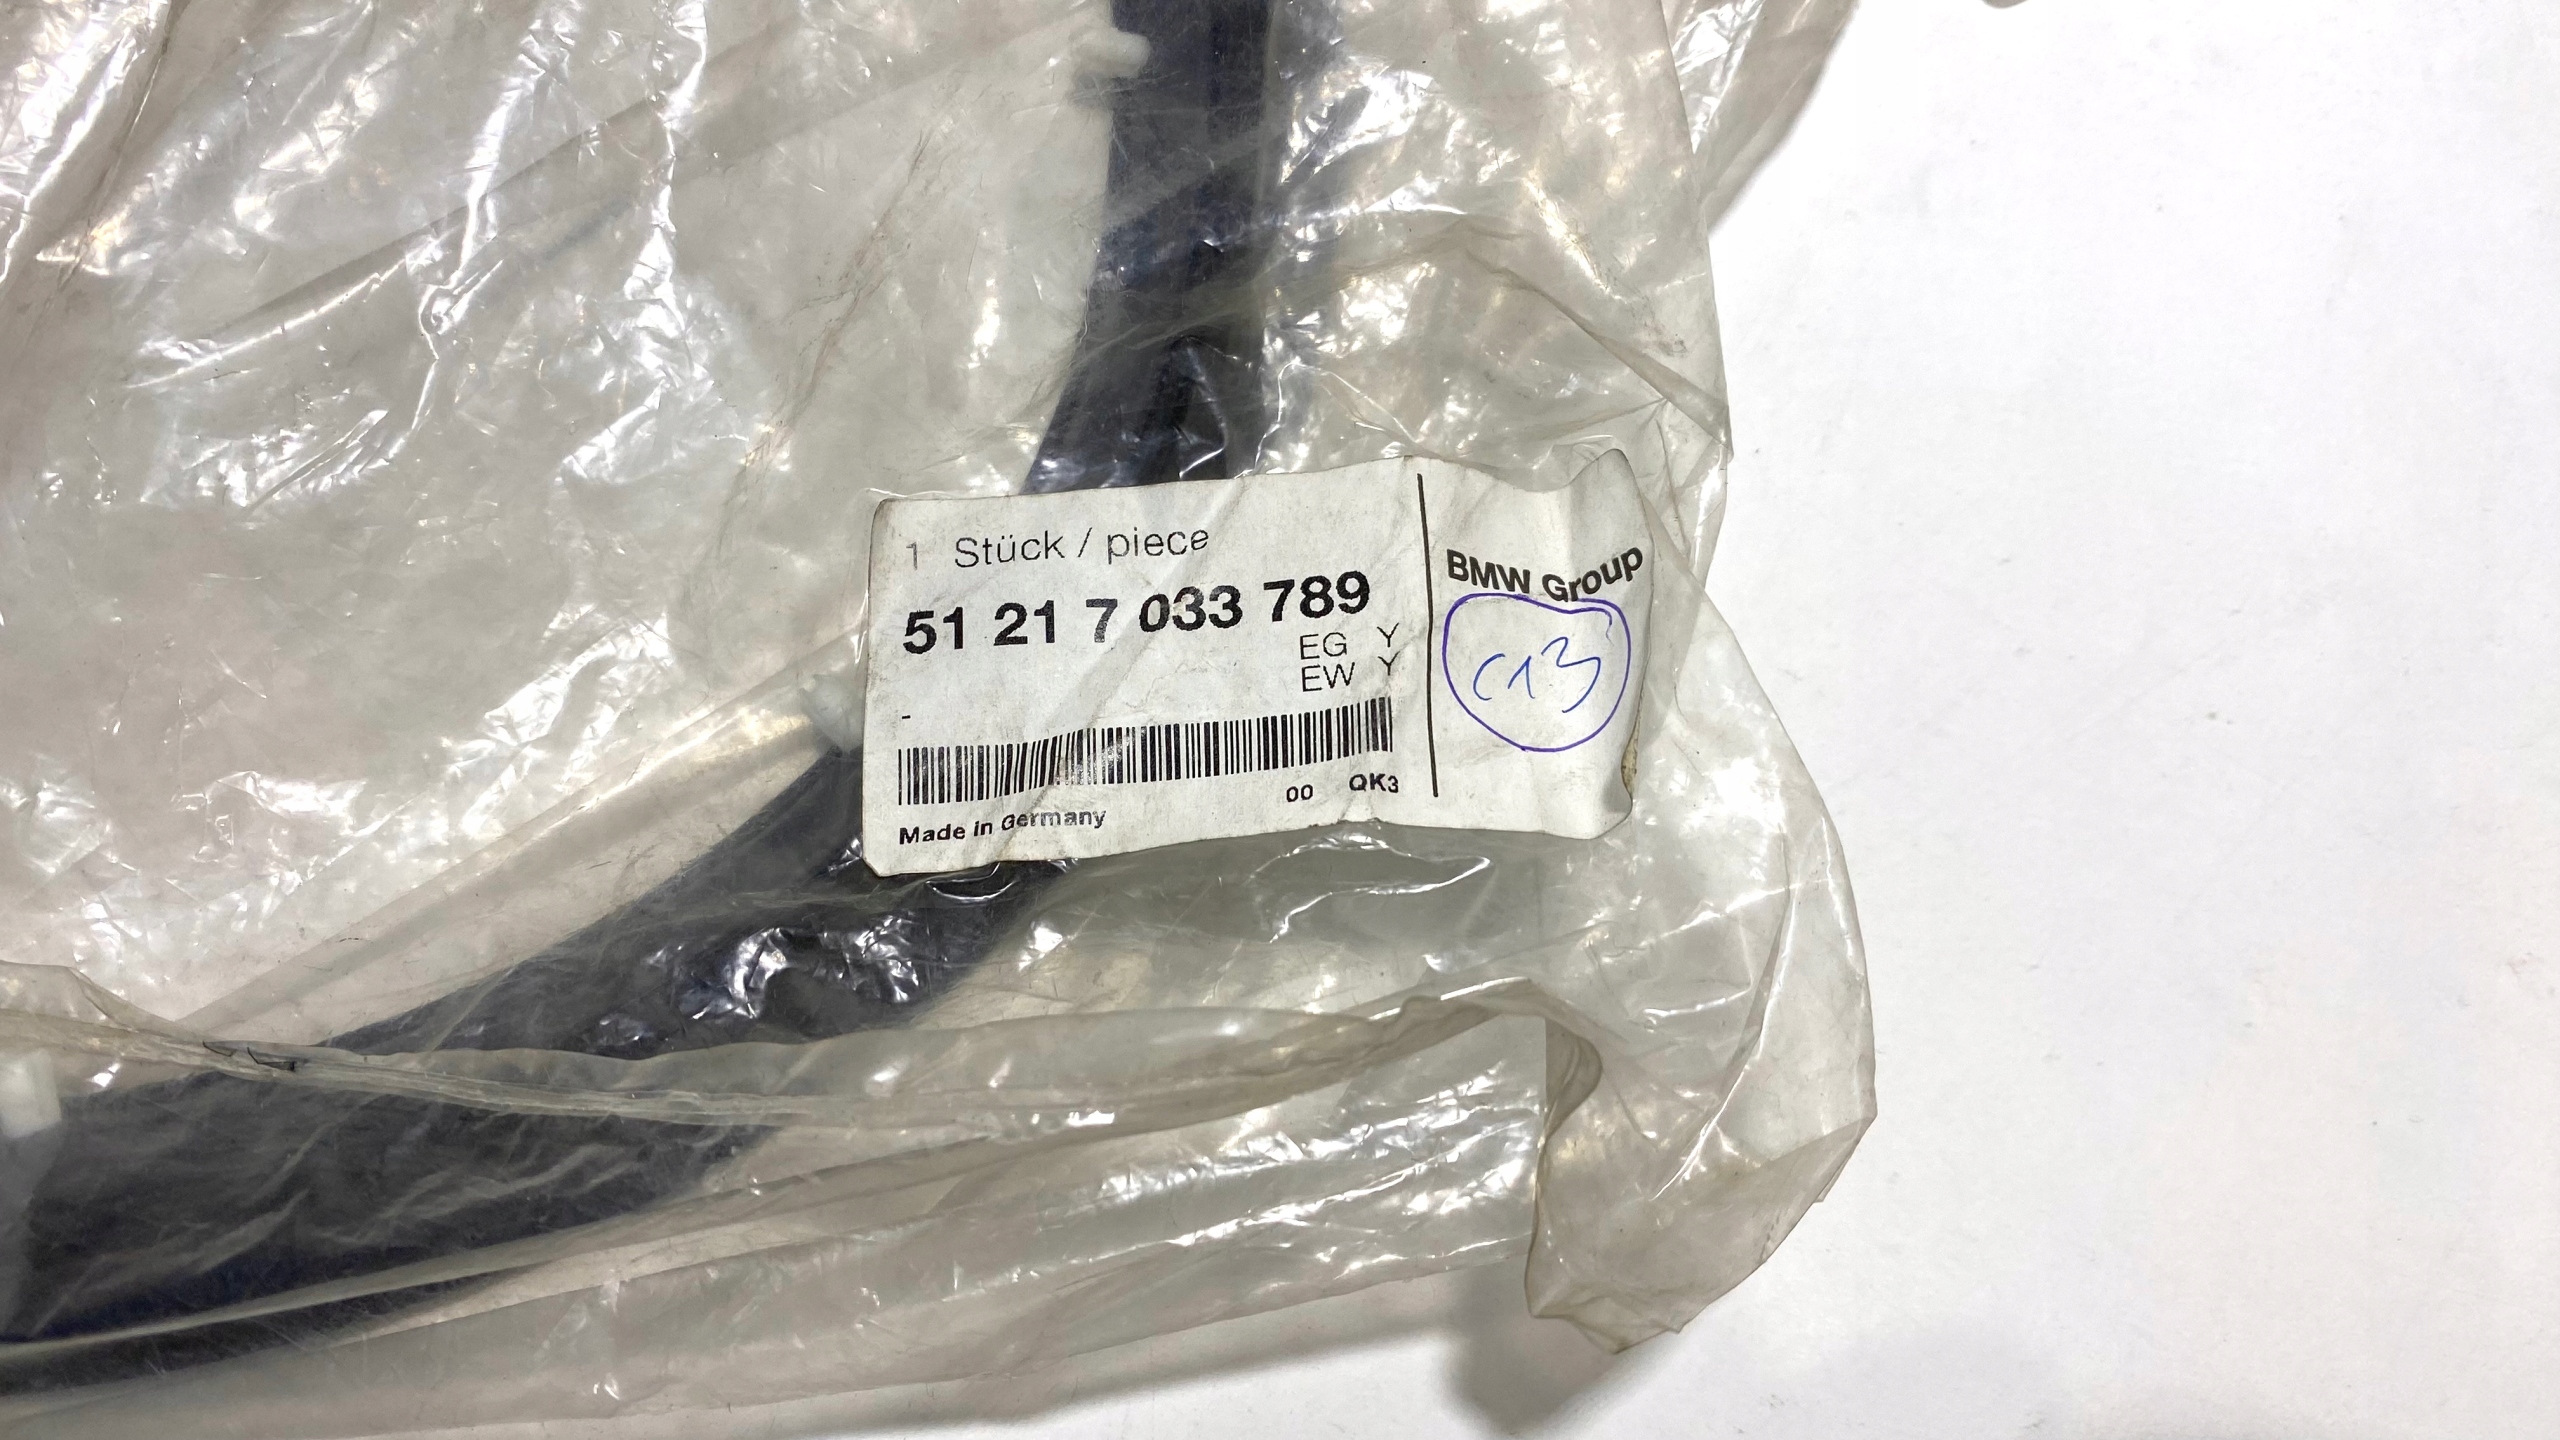 1 Stück / piece
51 21 7 033 789
EG Y
EW Y
-
00 QK3
Made in Germany
BMW Group
C13